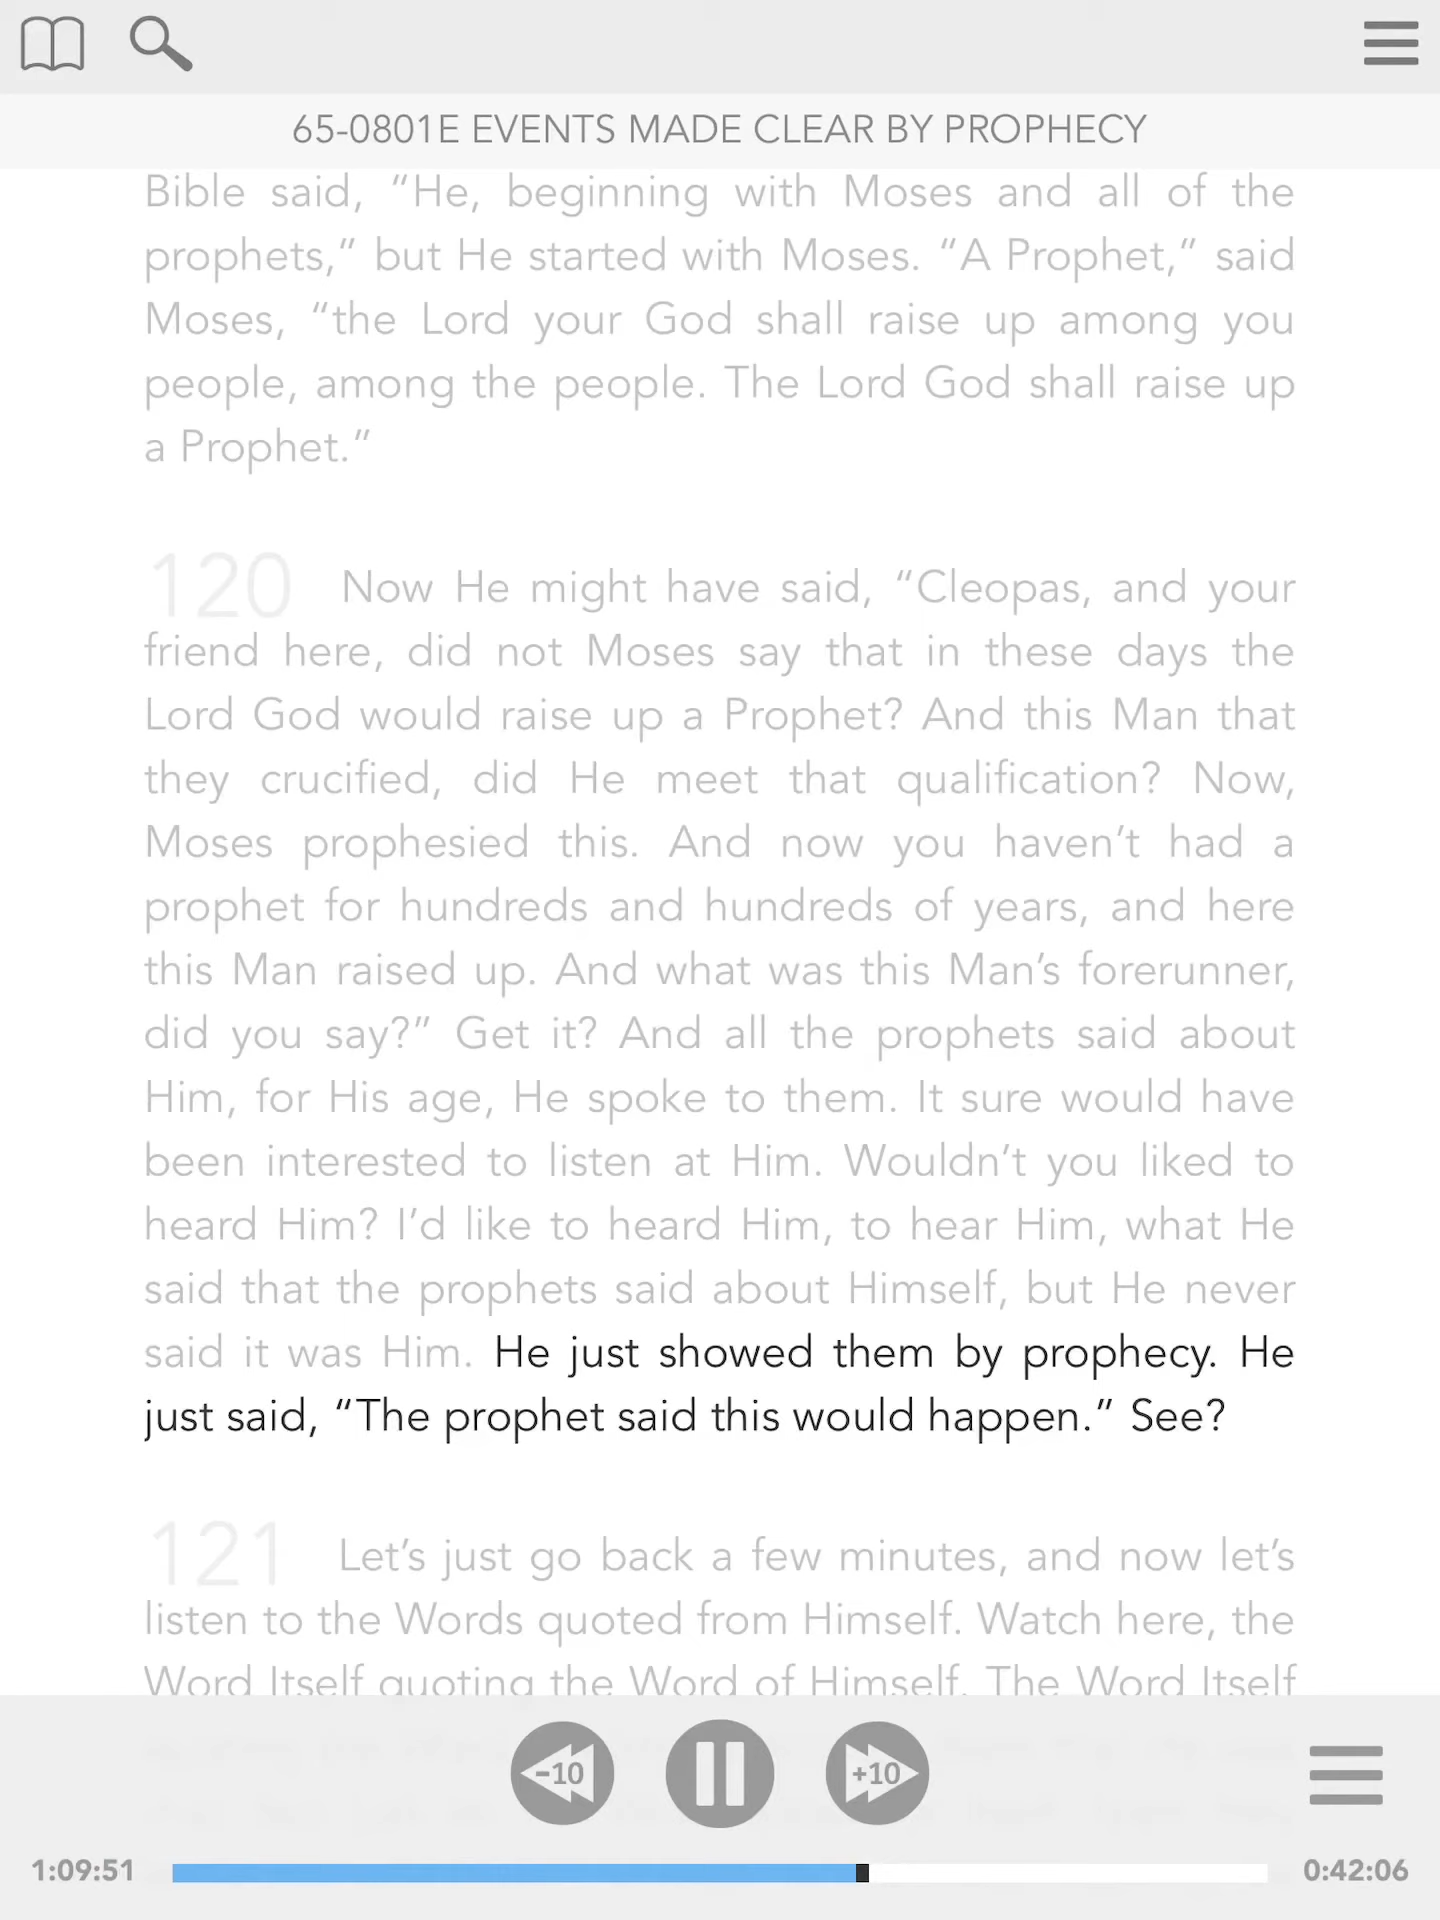 65-0801E EVENTS MADE CLEAR BY PROPHECY
Bible said, “He, beginning with Moses and all of the
prophets,” but He started with Moses. “A Prophet,” said
Moses, “the Lord your God shall raise up among you
people, among the people. The Lord God shall raise up
a Prophet.”
120 Now He might have said, “Cleopas, and your
friend here, did not Moses say that in these days the
Lord God would raise up a Prophet? And this Man that
they crucified, did He meet that qualification? Now,
Moses prophesied this. And now you haven’t had a
prophet for hundreds and hundreds of years, and here
this Man raised up. And what was this Man’s forerunner,
did you say?” Get it? And all the prophets said about
Him, for His age, He spoke to them. It sure would have
been interested to listen at Him. Wouldn’t you liked to
heard Him? I’d like to heard Him, to hear Him, what He
said that the prophets said about Himself, but He never
said it was Him. He just showed them by prophecy. He
just said, “The prophet said this would happen.” See?
121 Let’s just go back a few minutes, and now let’s
listen to the Words quoted from Himself. Watch here, the
Word Itself quoting the Word of Himself. The Word Itself
-10 +10
1:09:51 0:42:06